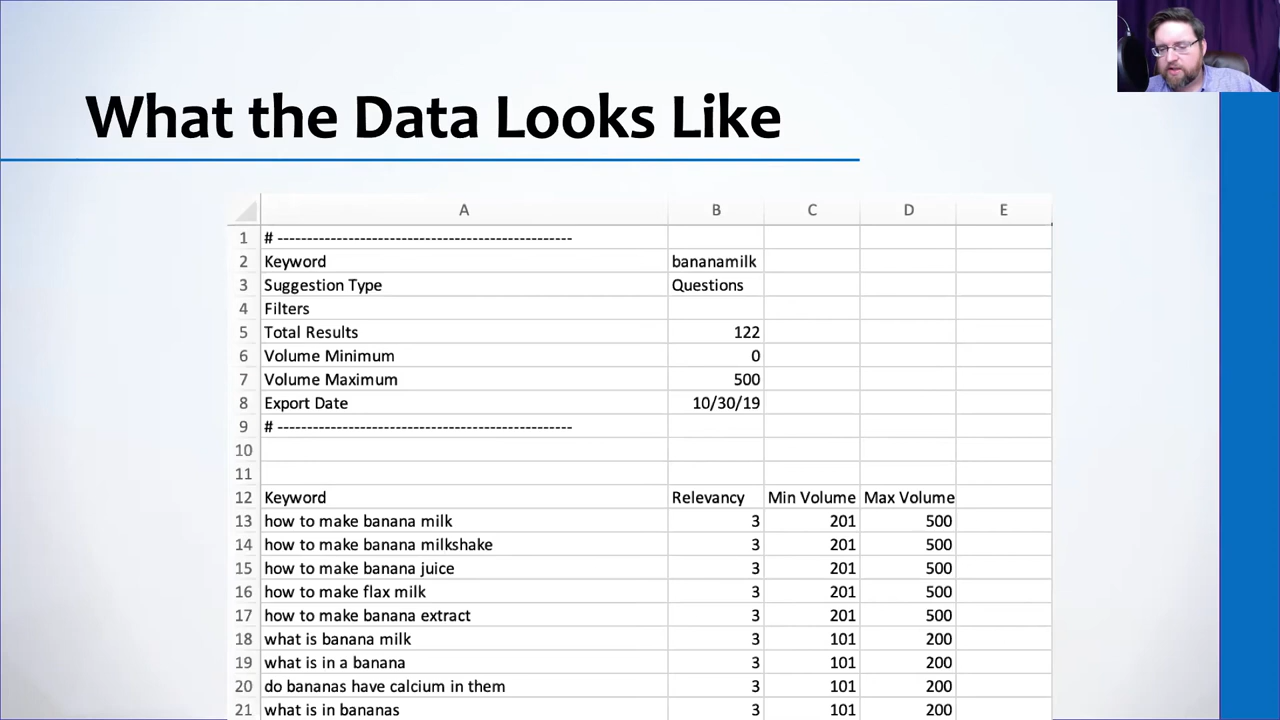 What the Data Looks Like
A B C D E
1 # --------------------------------------------------
2 Keyword bananamilk
3 Suggestion Type Questions
4 Filters
5 Total Results 122
6 Volume Minimum 0
7 Volume Maximum 500
8 Export Date 10/30/19
9 # --------------------------------------------------
10
11
12 Keyword Relevancy Min Volume Max Volume
13 how to make banana milk 3 201 500
14 how to make banana milkshake 3 201 500
15 how to make banana juice 3 201 500
16 how to make flax milk 3 201 500
17 how to make banana extract 3 201 500
18 what is banana milk 3 101 200
19 what is in a banana 3 101 200
20 do bananas have calcium in them 3 101 200
21 what is in bananas 3 101 200